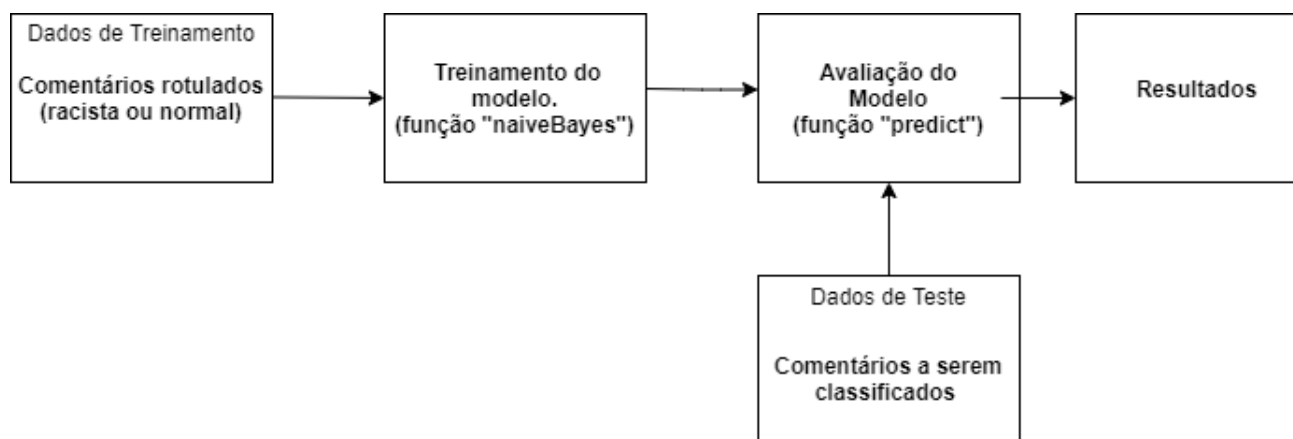 Dados de Treinamento
Comentários rotulados
(racista ou normal)
Treinamento do
modelo.
(função "naiveBayes")
Avaliação do
Modelo
(função "predict")
Resultados
Dados de Teste
Comentários a serem
classificados